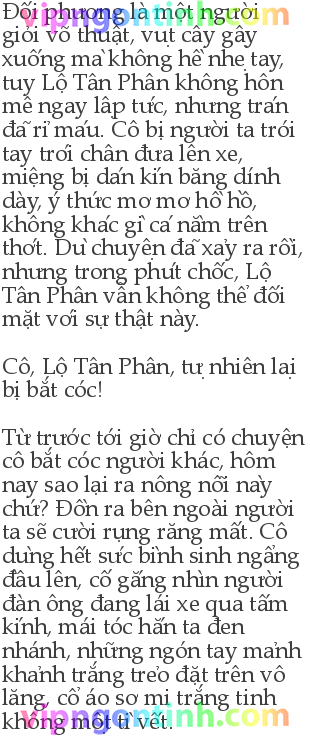 vipngontinh.com
Đối phương là một người
giỏi võ thuật, vụt cây gậy
xuống mà không hề nhẹ tay,
tuy Lộ Tân Phân không hôn
mê ngay lập tức, nhưng trán
đã rỉ máu. Cô bị người ta trói
tay trói chân đưa lên xe,
miệng bị dán kín băng dính
dày, ý thức mơ mơ hồ hồ,
không khác gì cá nằm trên
thớt. Dù chuyện đã xảy ra rồi,
nhưng trong phút chốc, Lộ
Tân Phân vẫn không thể đối
mặt với sự thật này.

Cô, Lộ Tân Phân, tự nhiên lại
bị bắt cóc!

Từ trước tới giờ chỉ có chuyện
cô bắt cóc người khác, hôm
nay sao lại ra nông nỗi này
chứ? Đồn ra bên ngoài người
ta sẽ cười rụng răng mất. Cô
dùng hết sức bình sinh ngẩng
đầu lên, cố gắng nhìn người
đàn ông đang lái xe qua tấm
kính, mái tóc hắn ta đen
nhánh, những ngón tay mảnh
khảnh trắng trẻo đặt trên vô
lăng, cổ áo sơ mi trắng tinh
không một tì vết.
vipngontinh.com